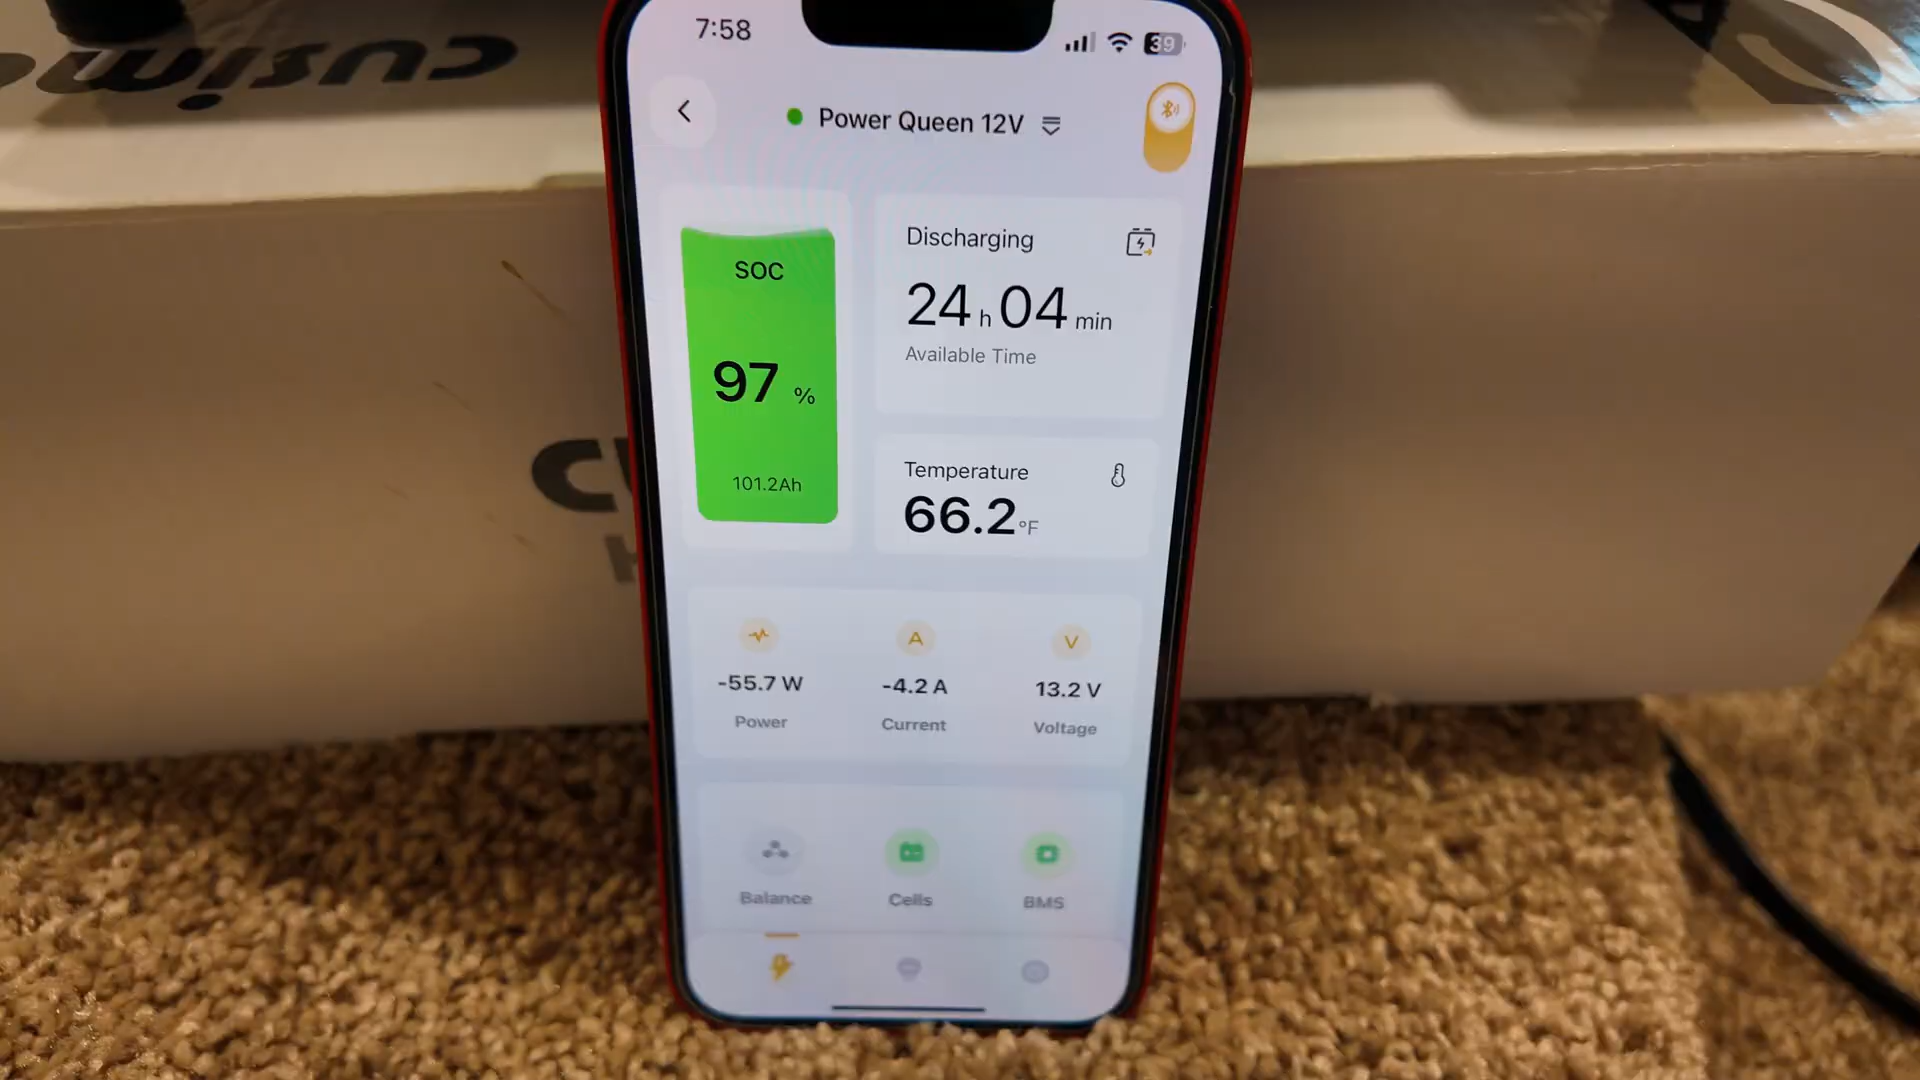 cusim
7:58
39
Power Queen 12V
SOC
97 %
101.2Ah
Discharging
24 h 04 min
Available Time
Temperature
66.2 °F
-55.7 W
Power
A
-4.2 A
Current
V
13.2 V
Voltage
Balance
Cells
BMS